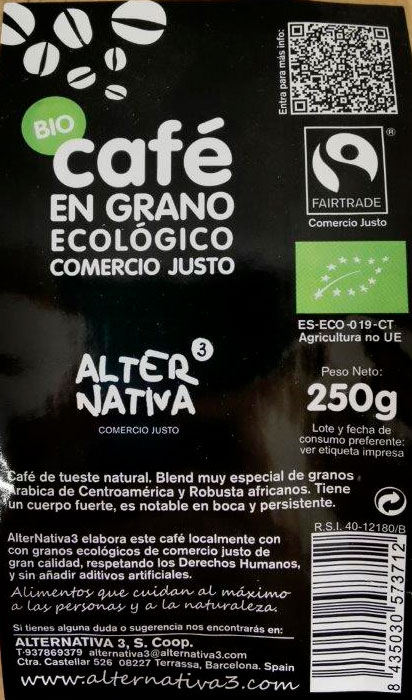 Entra para más info:
BIO
café
EN GRANO
ECOLÓGICO
COMERCIO JUSTO
®
FAIRTRADE
Comercio Justo
ES-ECO-019-CT
Agricultura no UE
ALTER 3
NATIVA
COMERCIO JUSTO
Peso Neto:
250g
Lote y fecha de
consumo preferente:
ver etiqueta impresa
Café de tueste natural. Blend muy especial de granos
Arabica de Centroamérica y Robusta africanos. Tiene
un cuerpo fuerte, es notable en boca y persistente.
R.S.I. 40-12180/B
AlterNativa3 elabora este café localmente con
con granos ecológicos de comercio justo de
gran calidad, respetando los Derechos Humanos,
y sin añadir aditivos artificiales.
Alimentos que cuidan al máximo
a las personas y a la naturaleza.
Si tienes alguna duda o sugerencia nos encontrarás en:
ALTERNATIVA 3, S. Coop.
T-937869379 alternativa3@alternativa3.com
Ctra. Castellar 526 08227 Terrassa, Barcelona. Spain
www.alternativa3.com
8 435030 573712